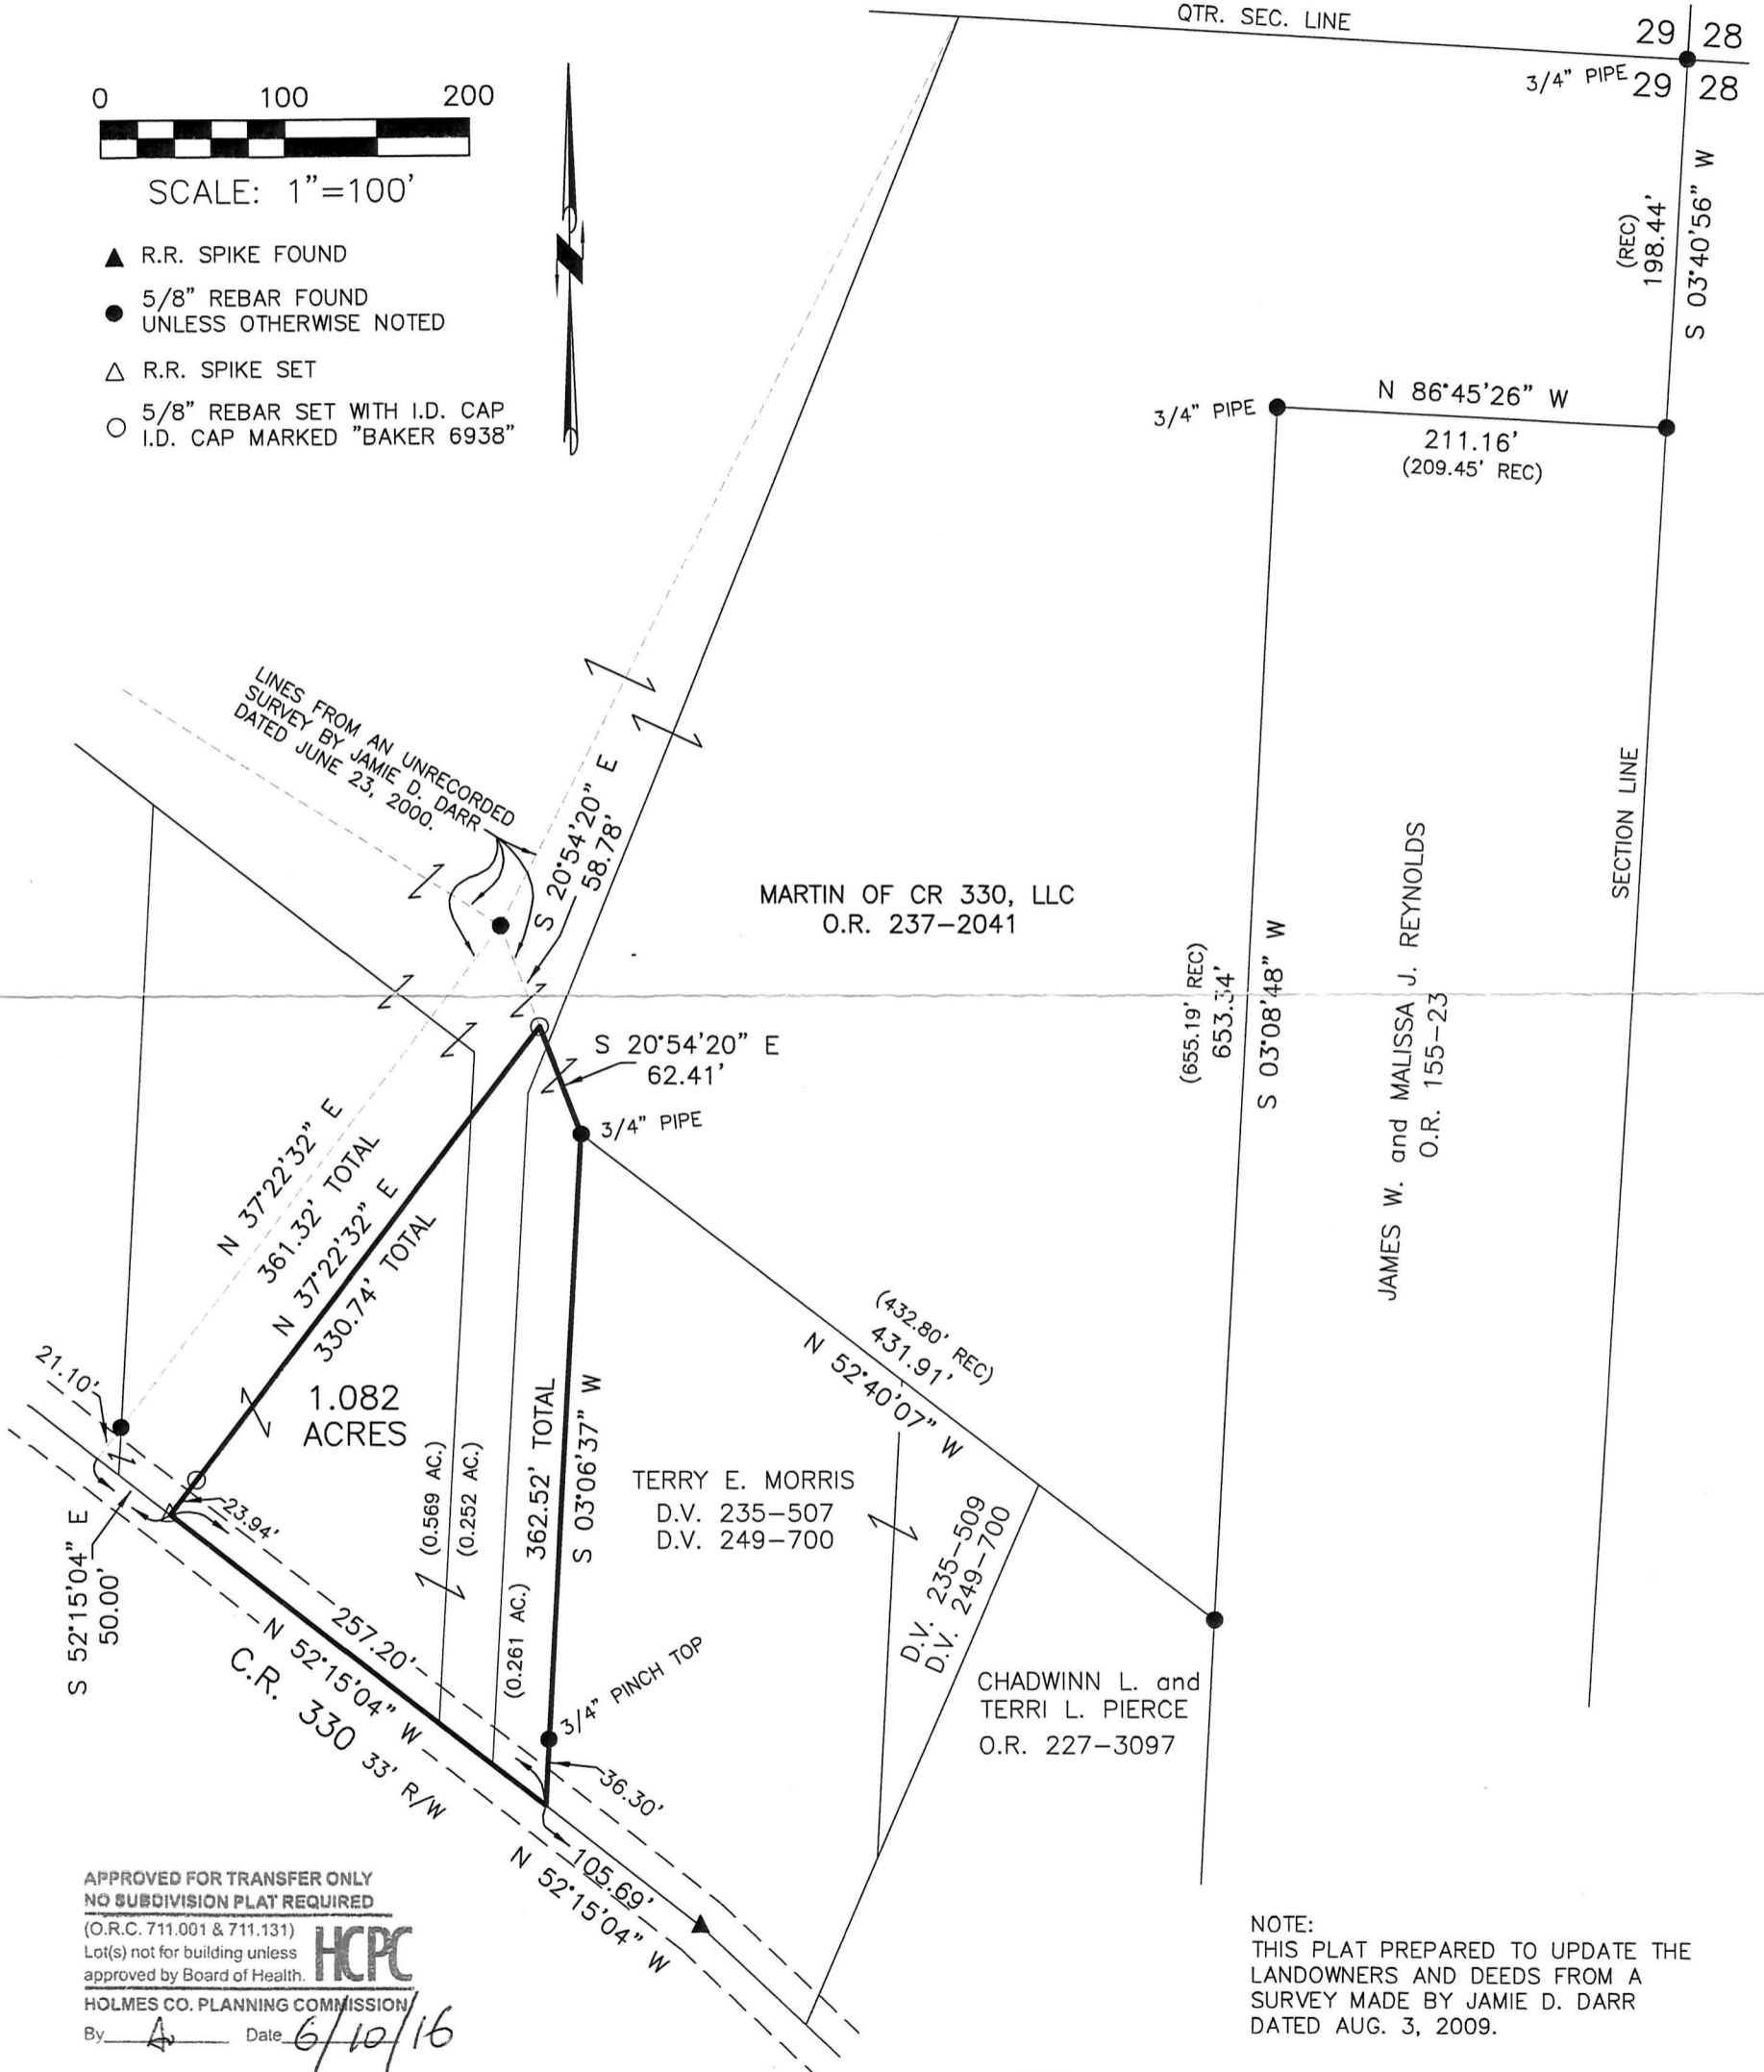 QTR. SEC. LINE
29 28
3/4" PIPE 29 28
0 100 200
SCALE: 1"=100'
R.R. SPIKE FOUND
5/8" REBAR FOUND
UNLESS OTHERWISE NOTED
R.R. SPIKE SET
5/8" REBAR SET WITH I.D. CAP
I.D. CAP MARKED "BAKER 6938"
(REC)
198.44'
S 03°40'56" W
3/4" PIPE
N 86°45'26" W
211.16'
(209.45' REC)
LINES FROM AN UNRECORDED
SURVEY BY JAMIE D. DARR
DATED JUNE 23, 2000.
S 20°54'20" E
58.78'
MARTIN OF CR 330, LLC
O.R. 237-2041
SECTION LINE
(655.19' REC)
653.34'
S 03°08'48" W
JAMES W. and MALISSA J. REYNOLDS
O.R. 155-23
S 20°54'20" E
62.41'
3/4" PIPE
N 37°22'32" E
361.32' TOTAL
N 37°22'32" E
330.74' TOTAL
21.10'
1.082
ACRES
(0.569 AC.)
(0.252 AC.)
(0.261 AC.)
362.52' TOTAL
S 03°06'37" W
(432.80' REC)
431.91'
N 52°40'07" W
TERRY E. MORRIS
D.V. 235-507
D.V. 249-700
D.V. 235-509
D.V. 249-700
23.94'
S 52°15'04" E
50.00'
257.20'
N 52°15'04" W
C.R. 330 33' R/W
3/4" PINCH TOP
36.30'
105.69'
N 52°15'04" W
CHADWINN L. and
TERRI L. PIERCE
O.R. 227-3097
APPROVED FOR TRANSFER ONLY
NO SUBDIVISION PLAT REQUIRED
(O.R.C. 711.001 & 711.131)
Lot(s) not for building unless
approved by Board of Health.
HCPC
HOLMES CO. PLANNING COMMISSION
By Date 6/10/16
NOTE:
THIS PLAT PREPARED TO UPDATE THE
LANDOWNERS AND DEEDS FROM A
SURVEY MADE BY JAMIE D. DARR
DATED AUG. 3, 2009.